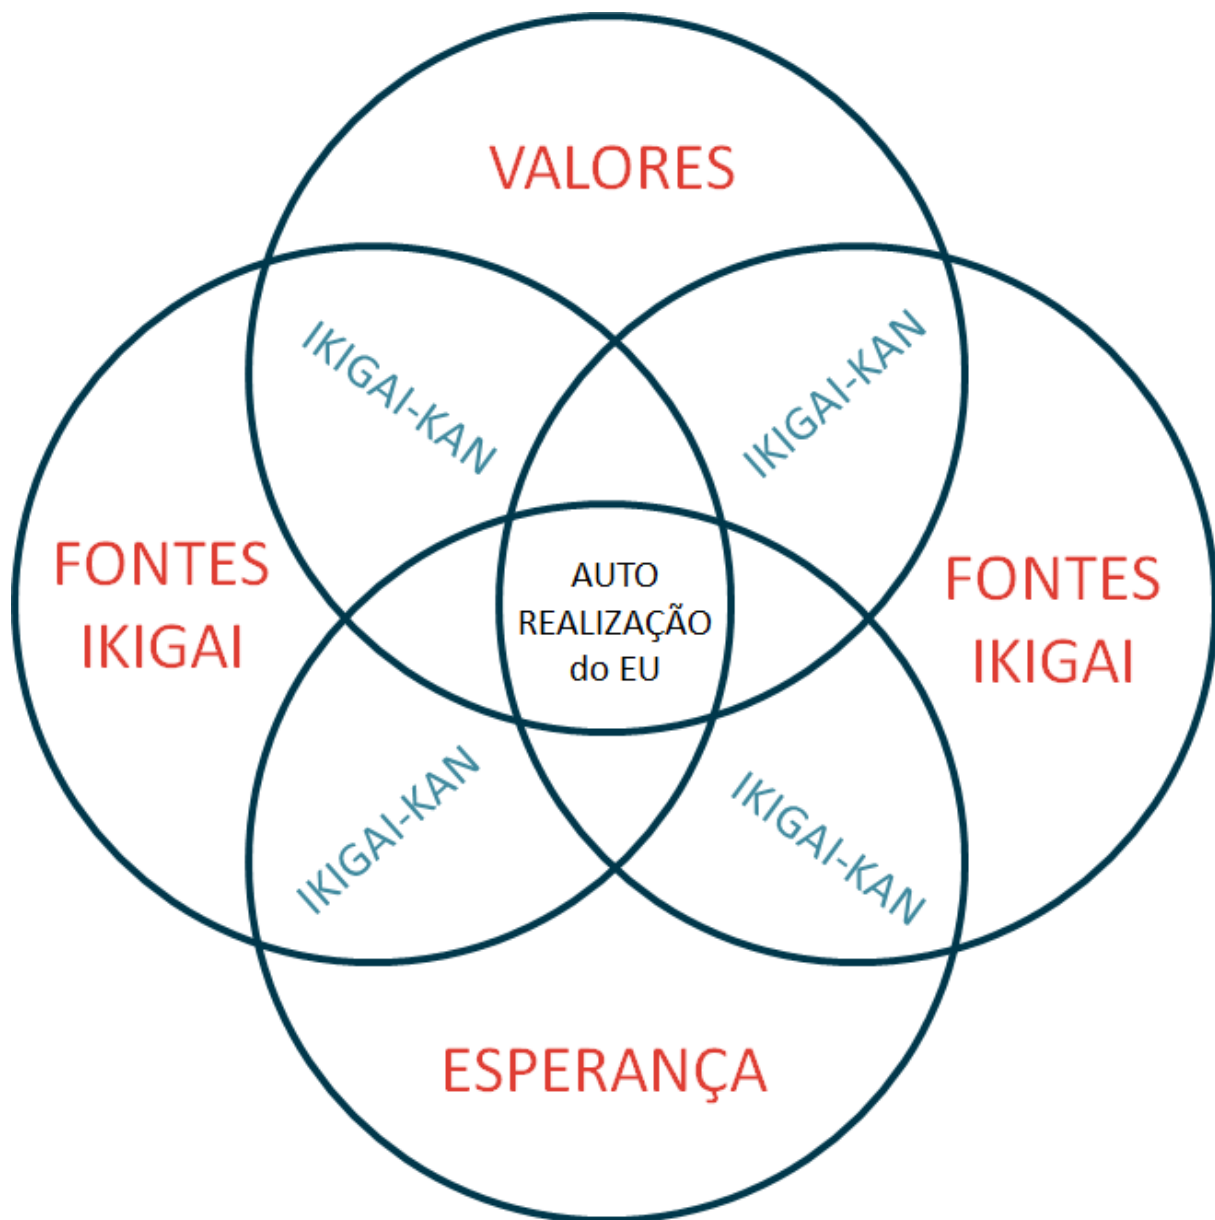 VALORES
IKIGAI-KAN
IKIGAI-KAN
FONTES
IKIGAI
AUTO
REALIZAÇÃO
do EU
FONTES
IKIGAI
IKIGAI-KAN
IKIGAI-KAN
ESPERANÇA